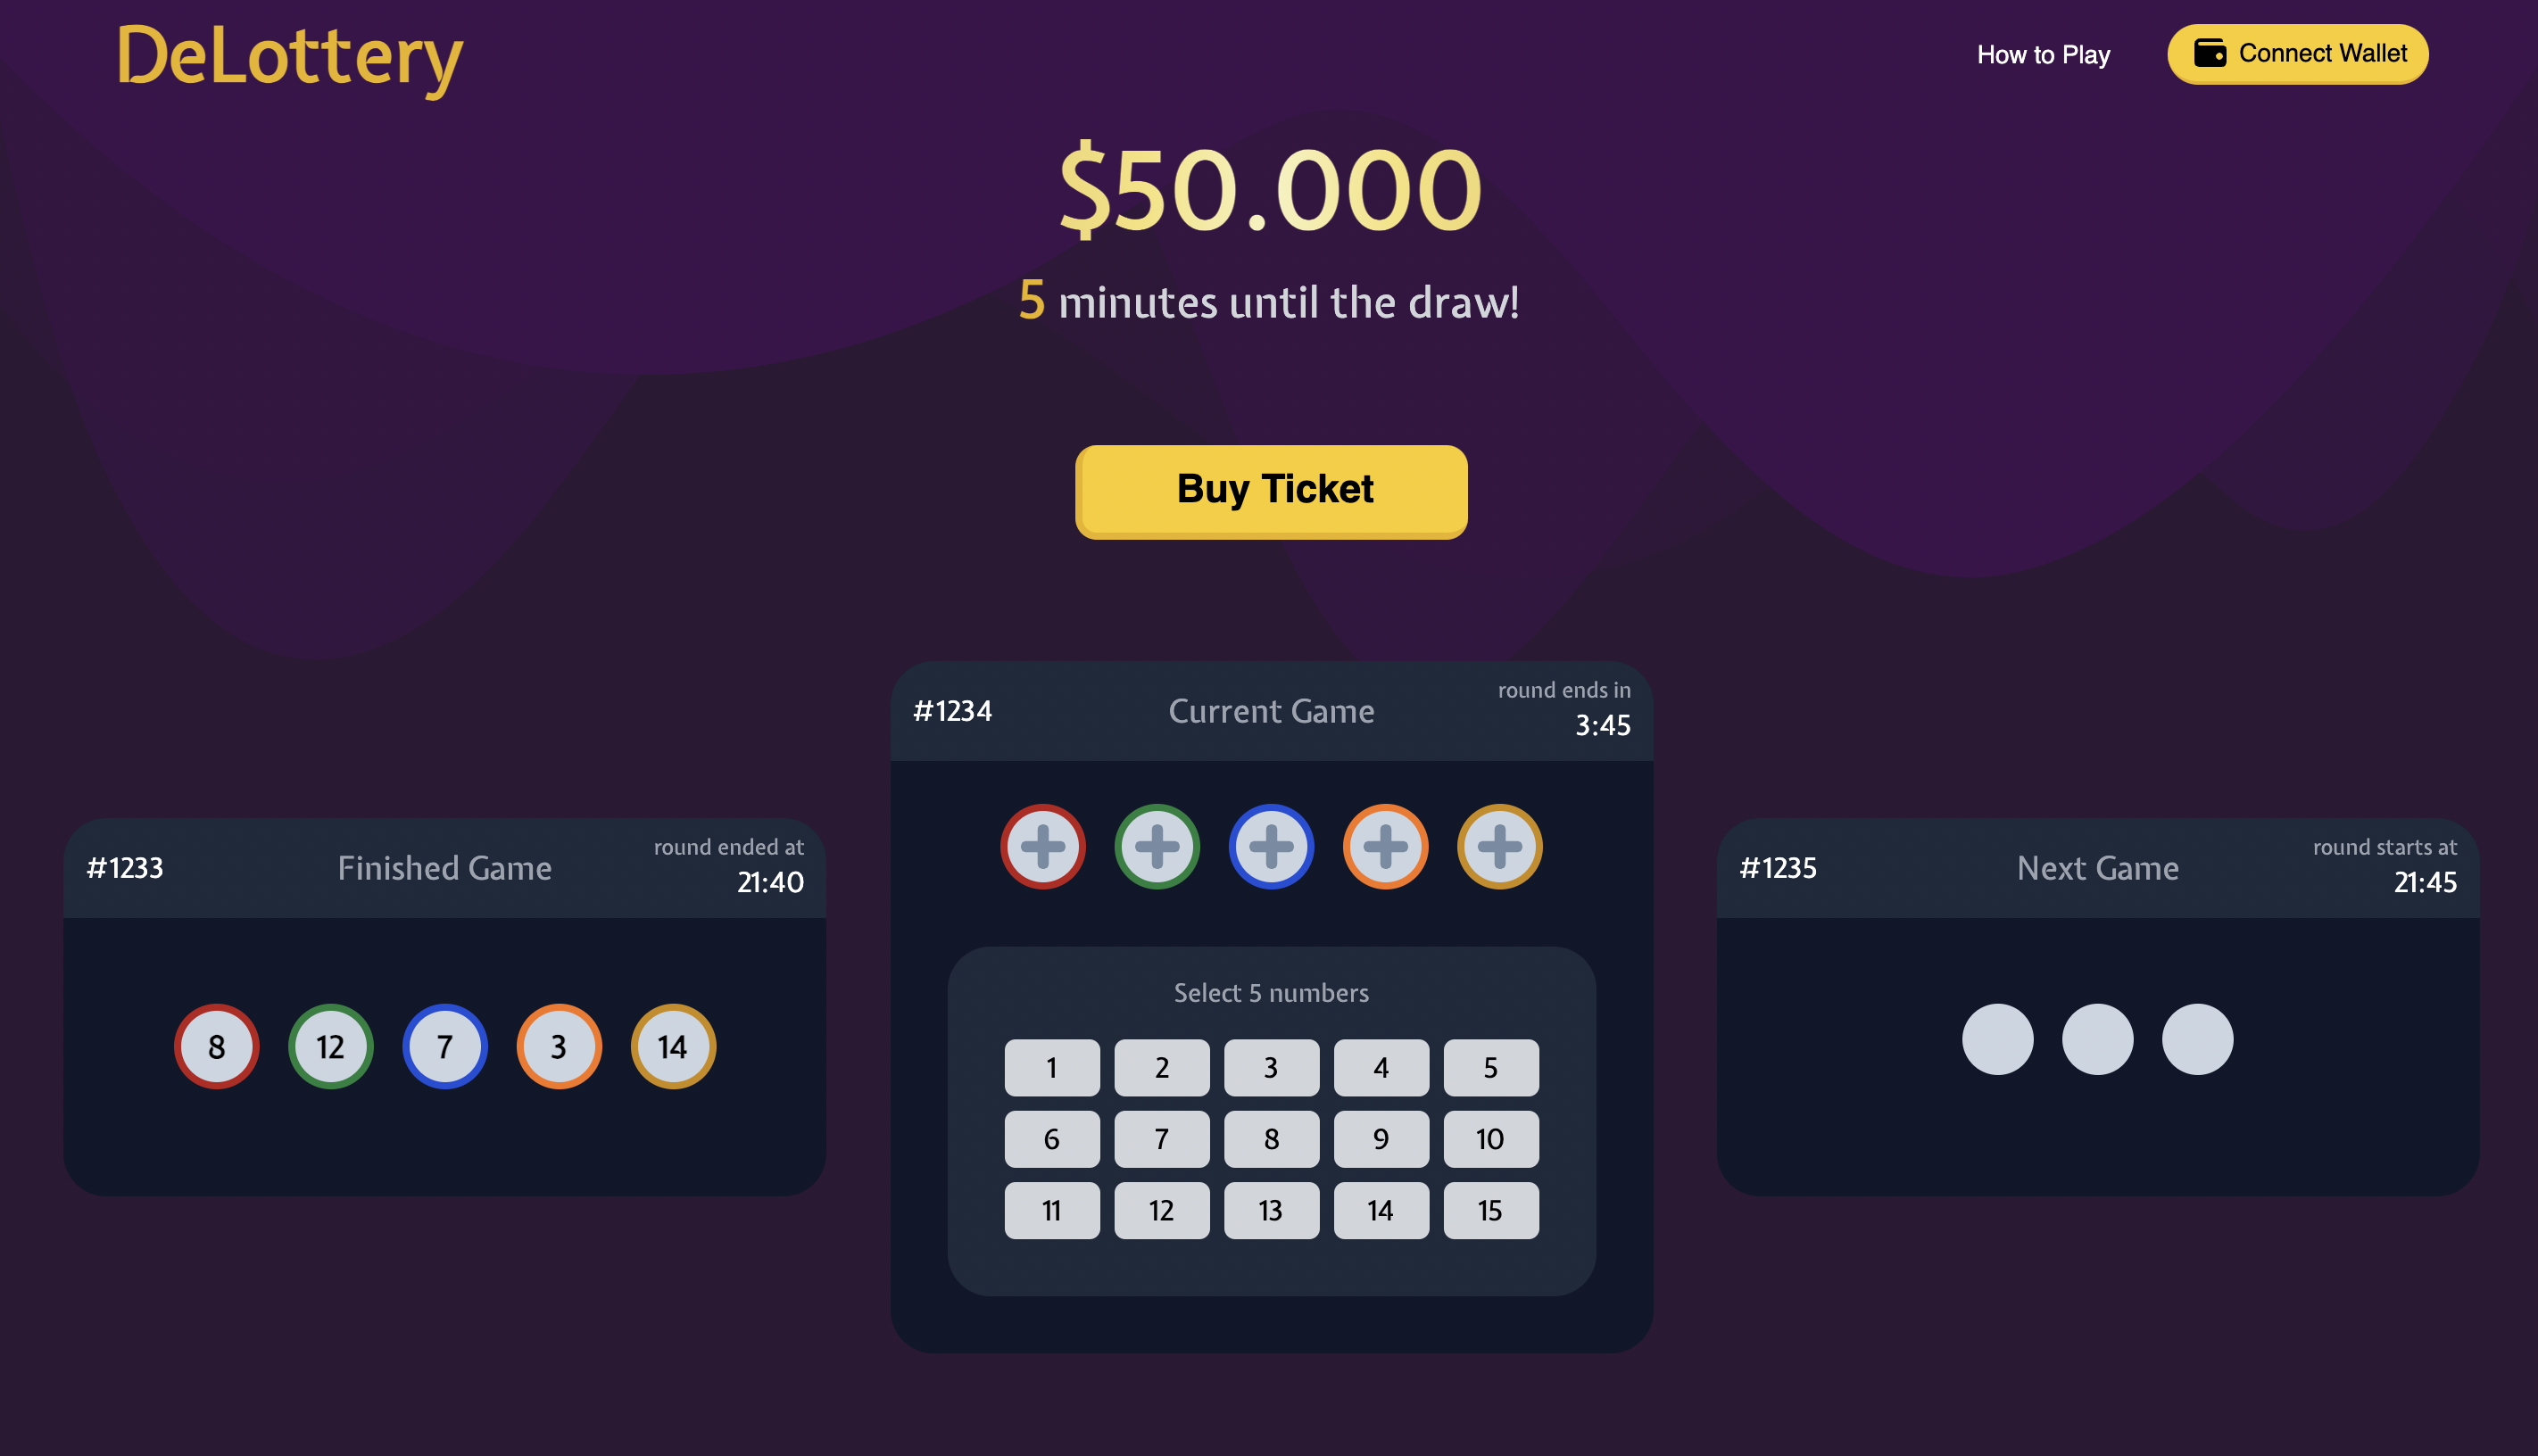 DeLottery
How to Play
Connect Wallet
$50.000
5 minutes until the draw!
Buy Ticket
#1233
Finished Game
round ended at
21:40
8 12 7 3 14
#1234
Current Game
round ends in
3:45
Select 5 numbers
1 2 3 4 5
6 7 8 9 10
11 12 13 14 15
#1235
Next Game
round starts at
21:45